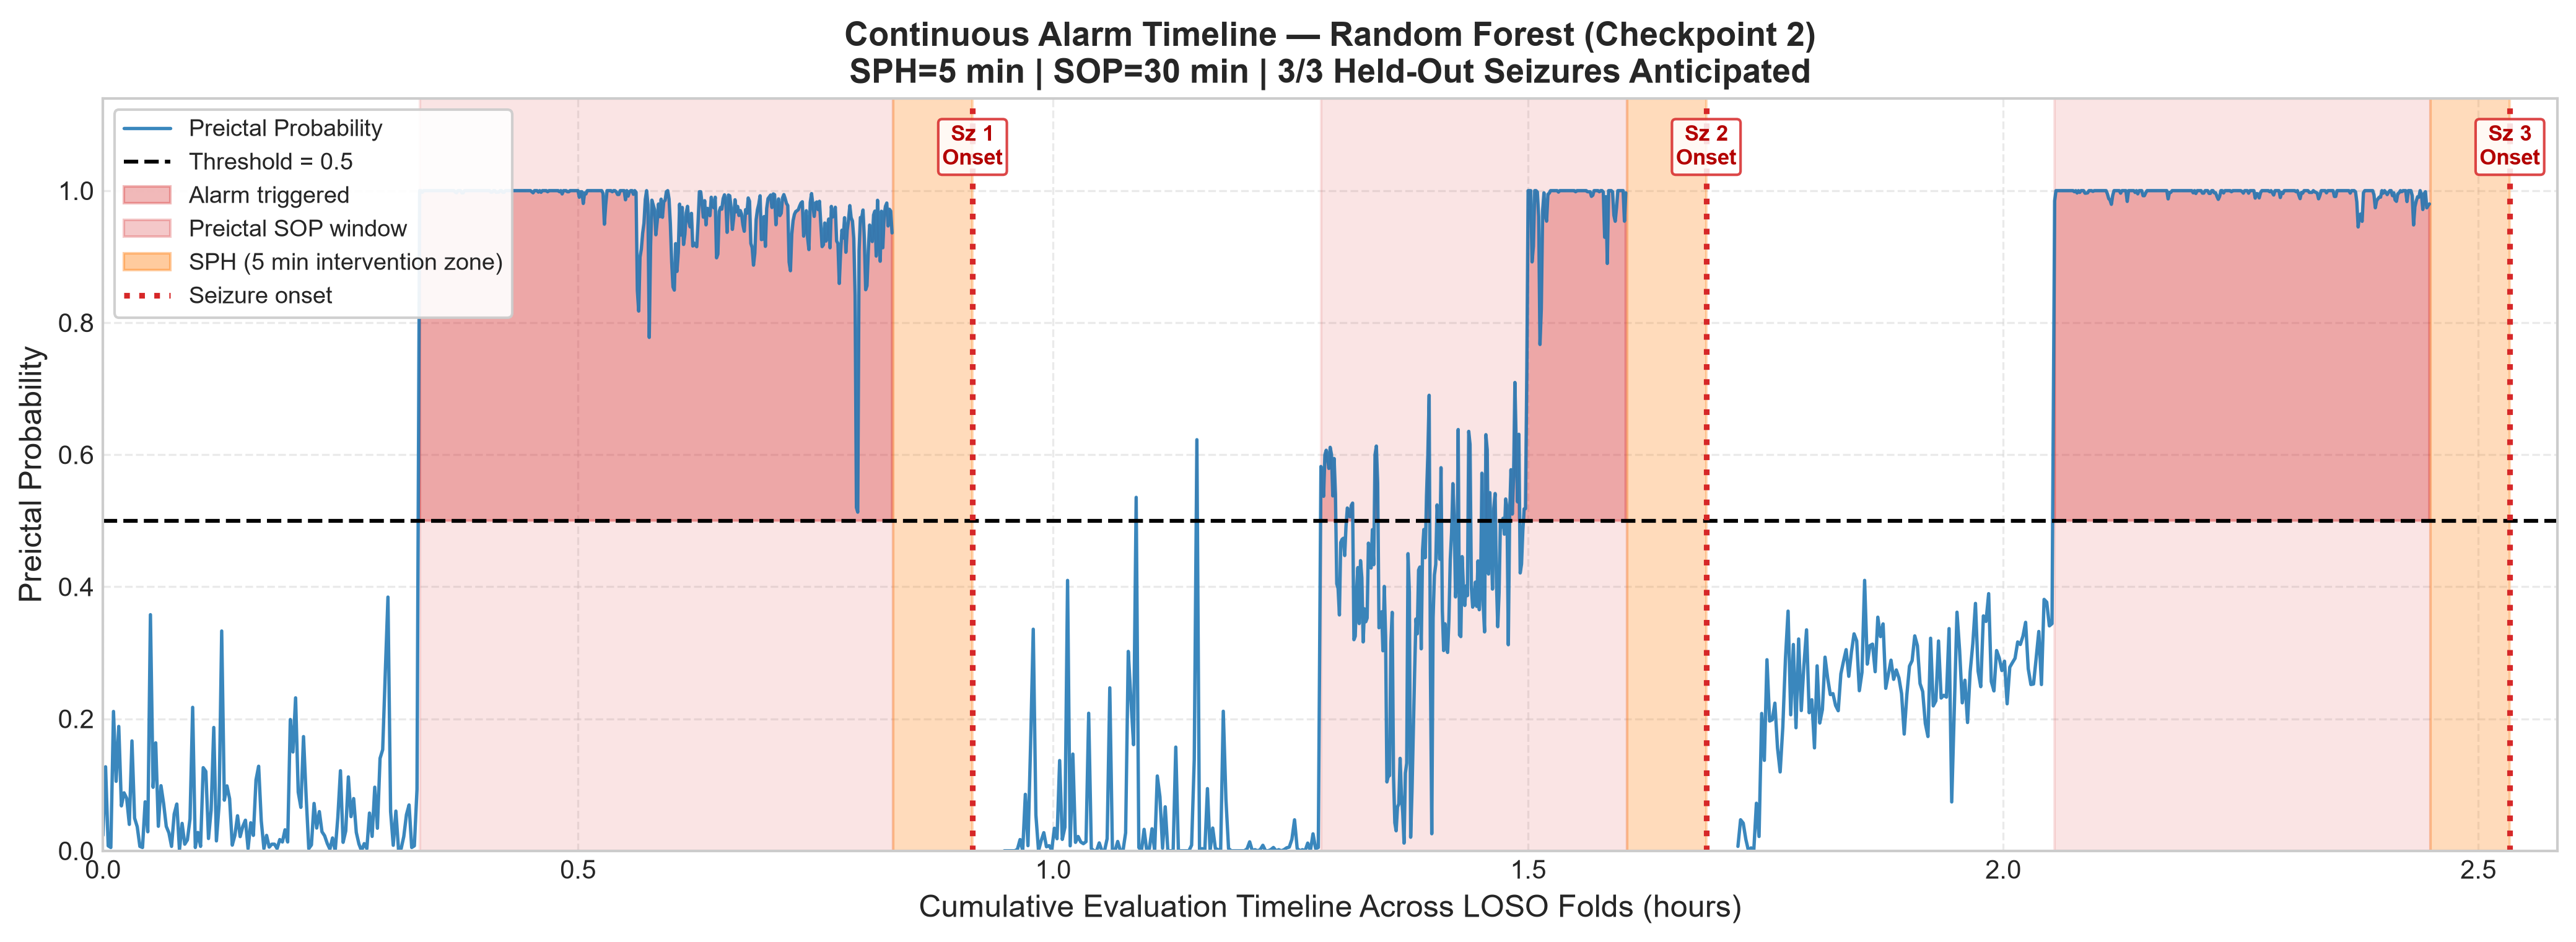 Continuous Alarm Timeline — Random Forest (Checkpoint 2)
SPH=5 min | SOP=30 min | 3/3 Held-Out Seizures Anticipated
Preictal Probability
Threshold = 0.5
Alarm triggered
Preictal SOP window
SPH (5 min intervention zone)
Seizure onset
Sz 1
Onset
Sz 2
Onset
Sz 3
Onset
Preictal Probability
1.0
0.8
0.6
0.4
0.2
0.0
0.0 0.5 1.0 1.5 2.0 2.5
Cumulative Evaluation Timeline Across LOSO Folds (hours)